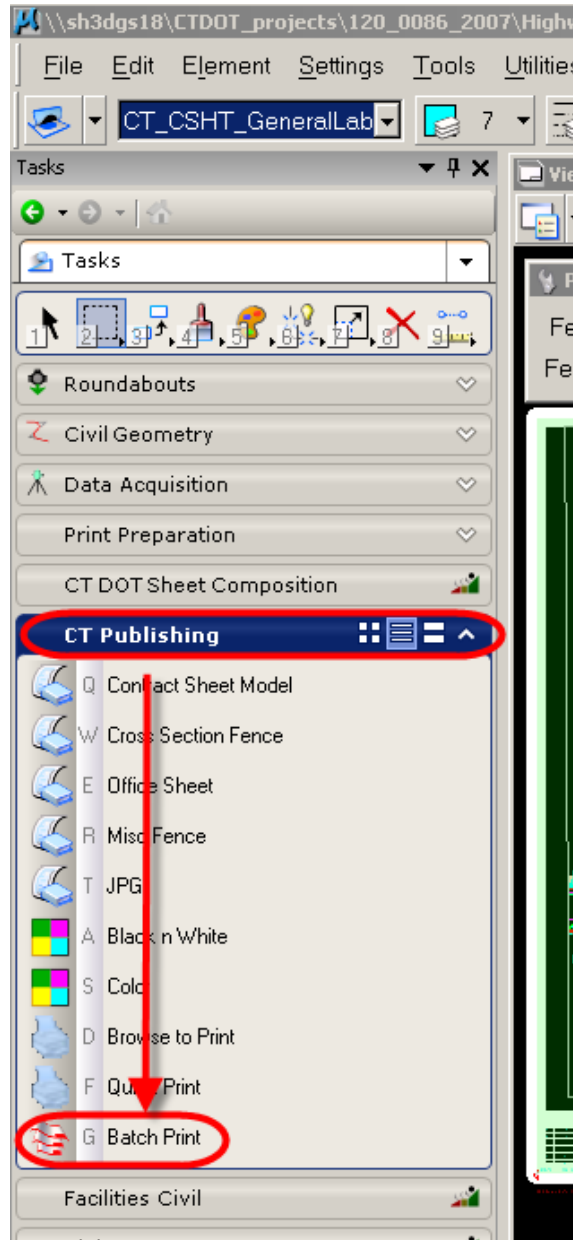 \\sh3dgs18\CTDOT_projects\120_0086_2007\Highw
File Edit Element Settings Tools Utilities
CT_CSHT_GeneralLab 7
Tasks
Vie
Tasks
1 2 3 4 5 6 7 8 9
Fe
Fe
Roundabouts
Civil Geometry
Data Acquisition
Print Preparation
CT DOT Sheet Composition
CT Publishing
Q Contract Sheet Model
W Cross Section Fence
E Office Sheet
R Misc Fence
T JPG
A Black n White
S Color
D Browse to Print
F Quick Print
G Batch Print
Facilities Civil